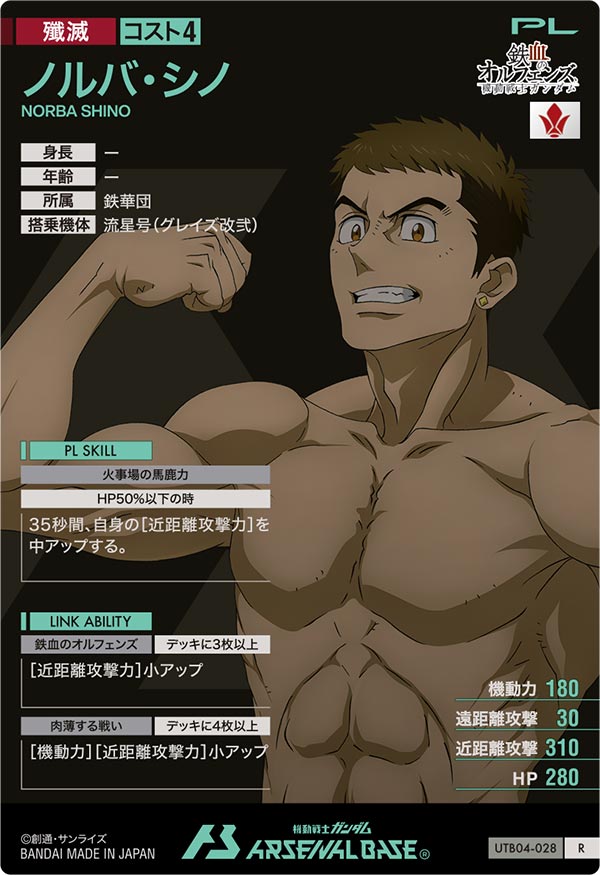 殲滅 コスト4 PL
ノルバ・シノ
NORBA SHINO
鉄血の
オルフェンズ
機動戦士ガンダム
身長 ー
年齢 ー
所属 鉄華団
搭乗機体 流星号(グレイズ改弐)
PL SKILL
火事場の馬鹿力
HP50%以下の時
35秒間、自身の[近距離攻撃力]を
中アップする。
LINK ABILITY
鉄血のオルフェンズ デッキに3枚以上
[近距離攻撃力]小アップ
肉薄する戦い デッキに4枚以上
[機動力][近距離攻撃力]小アップ
機動力 180
遠距離攻撃 30
近距離攻撃 310
HP 280
©創通・サンライズ
BANDAI MADE IN JAPAN
機動戦士ガンダム
AB ARSENAL BASE®
UTB04-028 R